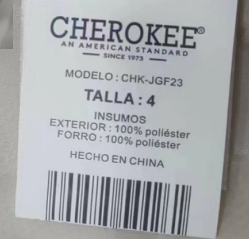 CHEROKEE®
AN AMERICAN STANDARD
SINCE 1973
MODELO : CHK-JGF23
TALLA : 4
INSUMOS
EXTERIOR : 100% poliéster
FORRO : 100% poliéster
HECHO EN CHINA